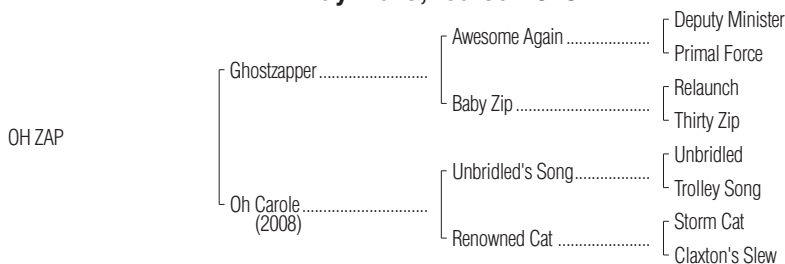 Deputy Minister
Awesome Again
Primal Force
Ghostzapper
Relaunch
Baby Zip
Thirty Zip
OH ZAP
Unbridled
Unbridled's Song
Trolley Song
Oh Carole
(2008)
Storm Cat
Renowned Cat
Claxton's Slew